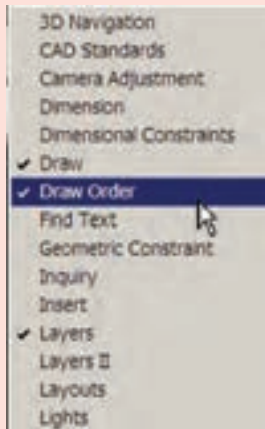 3D Navigation
CAD Standards
Camera Adjustment
Dimension
Dimensional Constraints
Draw
Draw Order
Find Text
Geometric Constraint
Inquiry
Insert
Layers
Layers II
Layouts
Lights